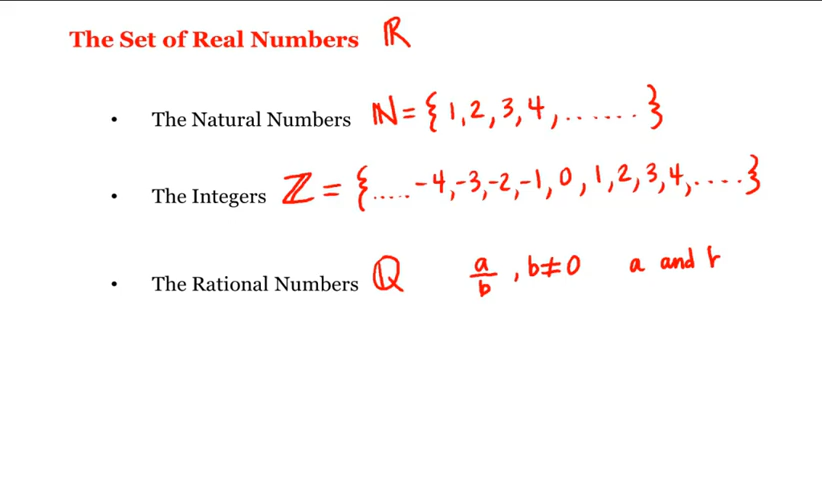 The Set of Real Numbers ℝ
• The Natural Numbers ℕ = {1, 2, 3, 4, .......}
• The Integers ℤ = {..... -4, -3, -2, -1, 0, 1, 2, 3, 4, .....}
• The Rational Numbers ℚ a/b , b≠0 a and